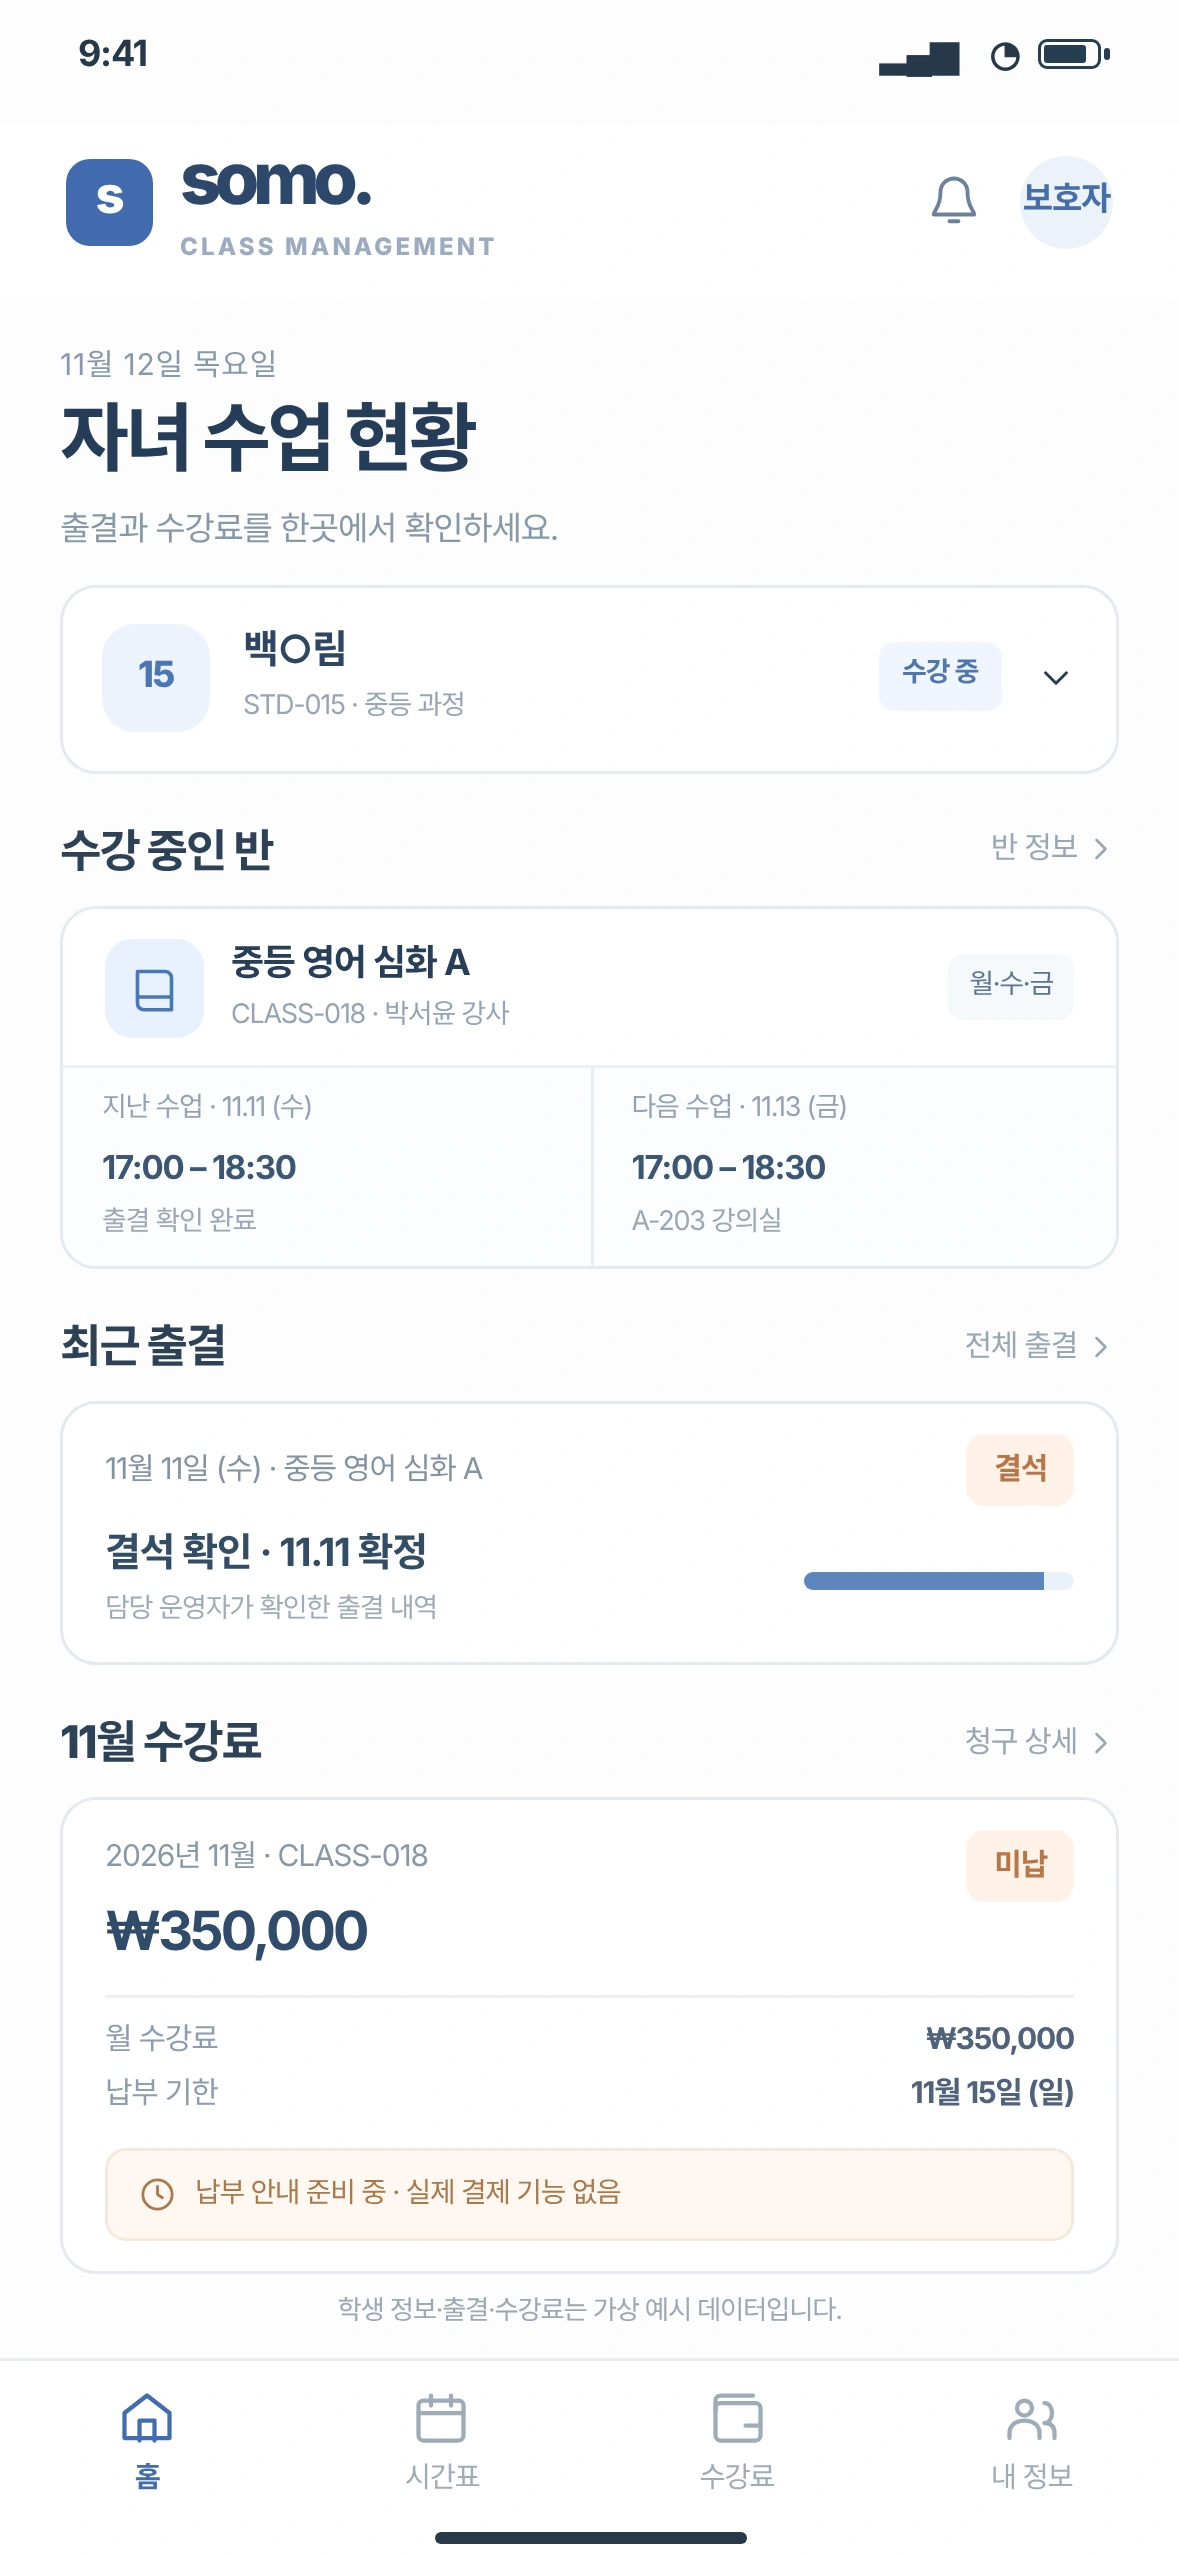 9:41
s
somo.
CLASS MANAGEMENT
보호자
11월 12일 목요일
자녀 수업 현황
출결과 수강료를 한곳에서 확인하세요.
15
백○림
STD-015 · 중등 과정
수강 중
수강 중인 반
반 정보
중등 영어 심화 A
CLASS-018 · 박서윤 강사
월·수·금
지난 수업 · 11.11 (수)
17:00 – 18:30
출결 확인 완료
다음 수업 · 11.13 (금)
17:00 – 18:30
A-203 강의실
최근 출결
전체 출결
11월 11일 (수) · 중등 영어 심화 A
결석
결석 확인 · 11.11 확정
담당 운영자가 확인한 출결 내역
11월 수강료
청구 상세
2026년 11월 · CLASS-018
미납
₩350,000
월 수강료
₩350,000
납부 기한
11월 15일 (일)
납부 안내 준비 중 · 실제 결제 기능 없음
학생 정보·출결·수강료는 가상 예시 데이터입니다.
홈
시간표
수강료
내 정보